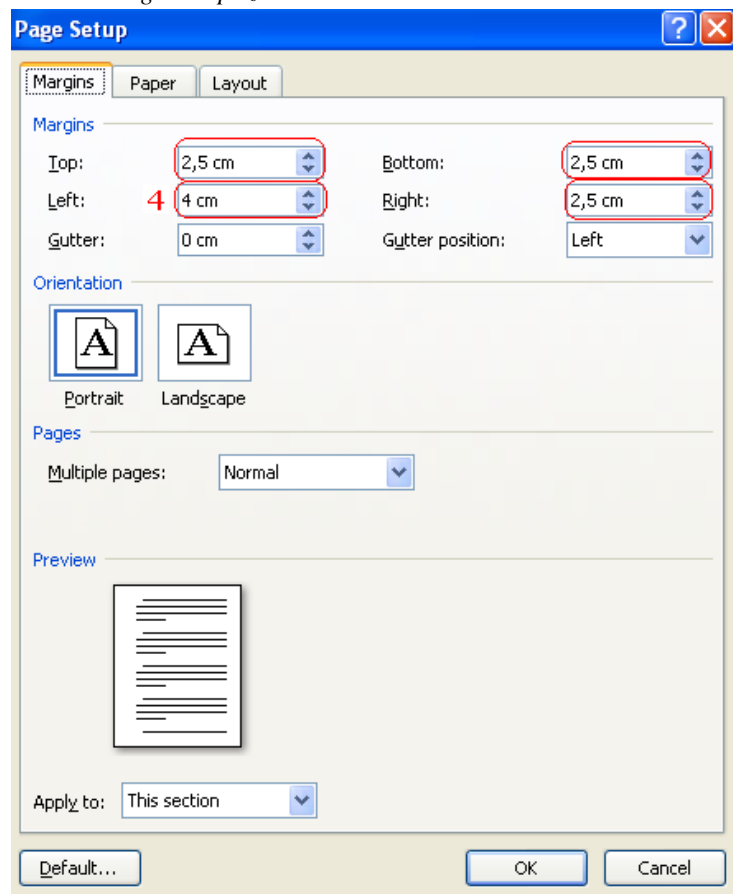 Page Setup
Margins Paper Layout
Margins
Top: 2,5 cm Bottom: 2,5 cm
Left: 4 4 cm Right: 2,5 cm
Gutter: 0 cm Gutter position: Left
Orientation
A A
Portrait Landscape
Pages
Multiple pages: Normal
Preview
Apply to: This section
Default... OK Cancel